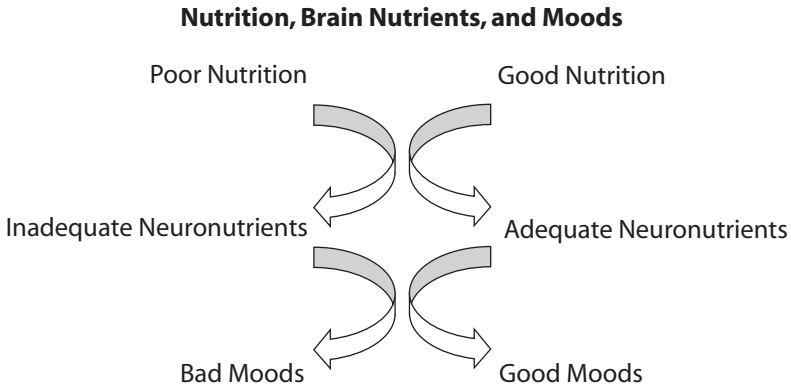 Nutrition, Brain Nutrients, and Moods
Poor Nutrition
Good Nutrition
Inadequate Neuronutrients
Adequate Neuronutrients
Bad Moods
Good Moods